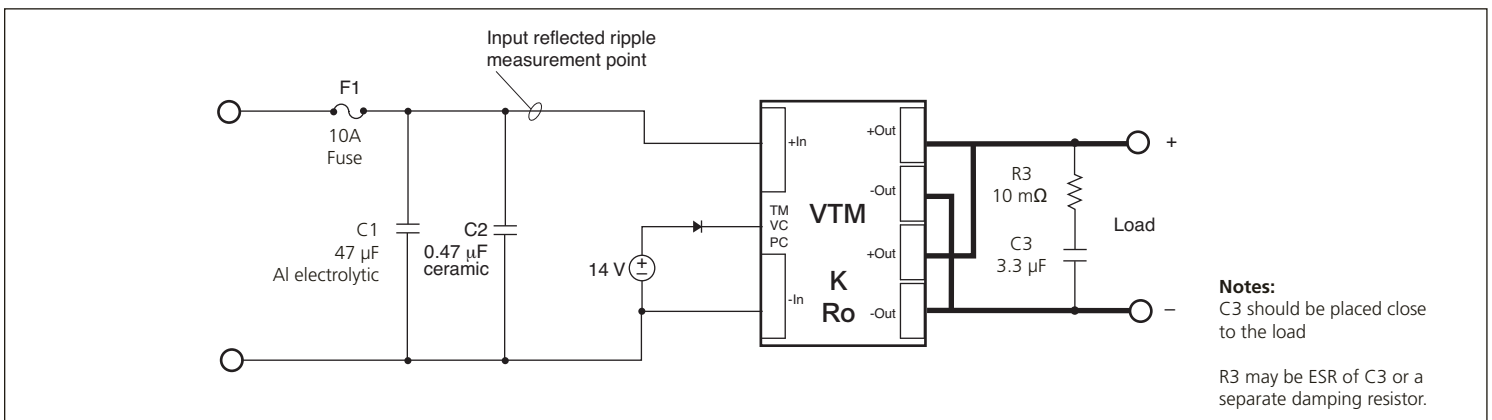 Input reflected ripple
measurement point
F1
10A
Fuse
C1
47 µF
Al electrolytic
C2
0.47 µF
ceramic
14 V
+In
TM
VC
PC
-In
VTM
K
Ro
+Out
-Out
+Out
-Out
R3
10 mΩ
C3
3.3 µF
+
Load
–
Notes:
C3 should be placed close
to the load
R3 may be ESR of C3 or a
separate damping resistor.